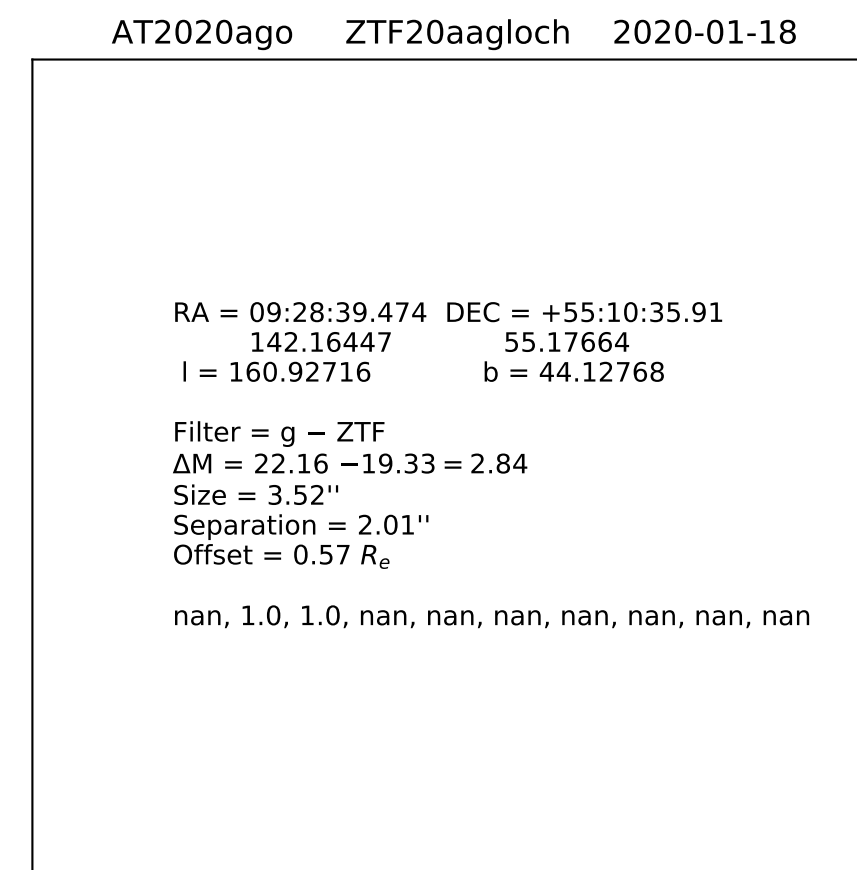 AT2020ago ZTF20aagloch 2020-01-18
RA = 09:28:39.474 DEC = +55:10:35.91
142.16447 55.17664
l = 160.92716 b = 44.12768
Filter = g − ZTF
ΔM = 22.16 −19.33 = 2.84
Size = 3.52''
Separation = 2.01''
Offset = 0.57 Rₑ
nan, 1.0, 1.0, nan, nan, nan, nan, nan, nan, nan